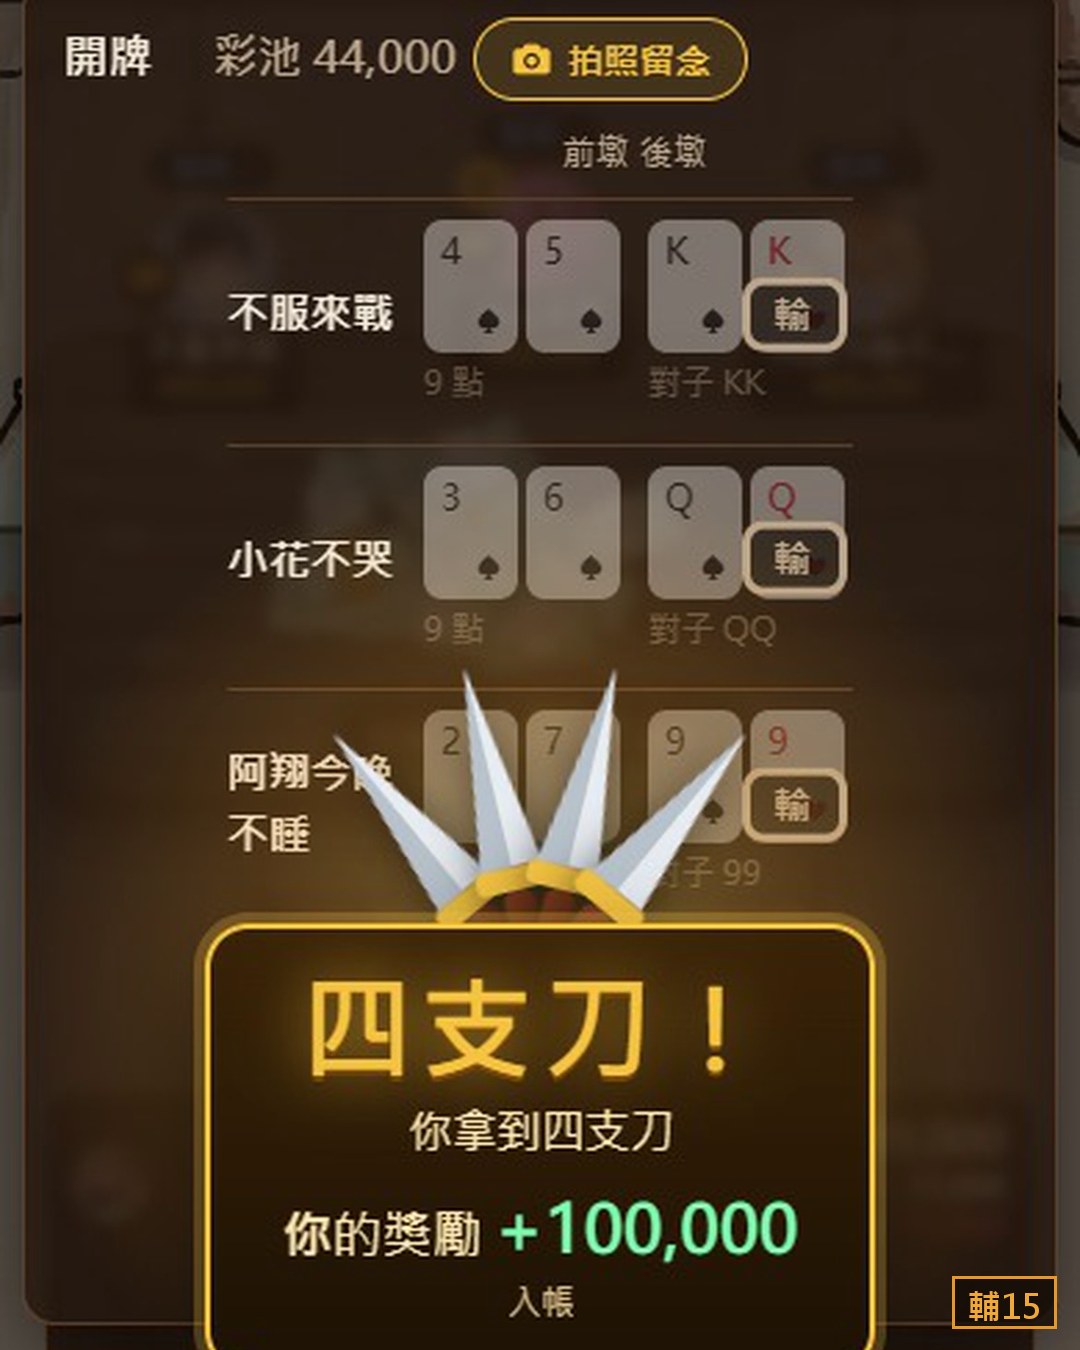 開牌 彩池 44,000 拍照留念
前墩 後墩
4 5 K K
不服來戰 輸
9 點 對子 KK
3 6 Q Q
小花不哭 輸
9 點 對子 QQ
2 7 9 9
阿翔今晚
不睡 輸
對子 99
四支刀！
你拿到四支刀
你的獎勵 +100,000
入帳
輔15